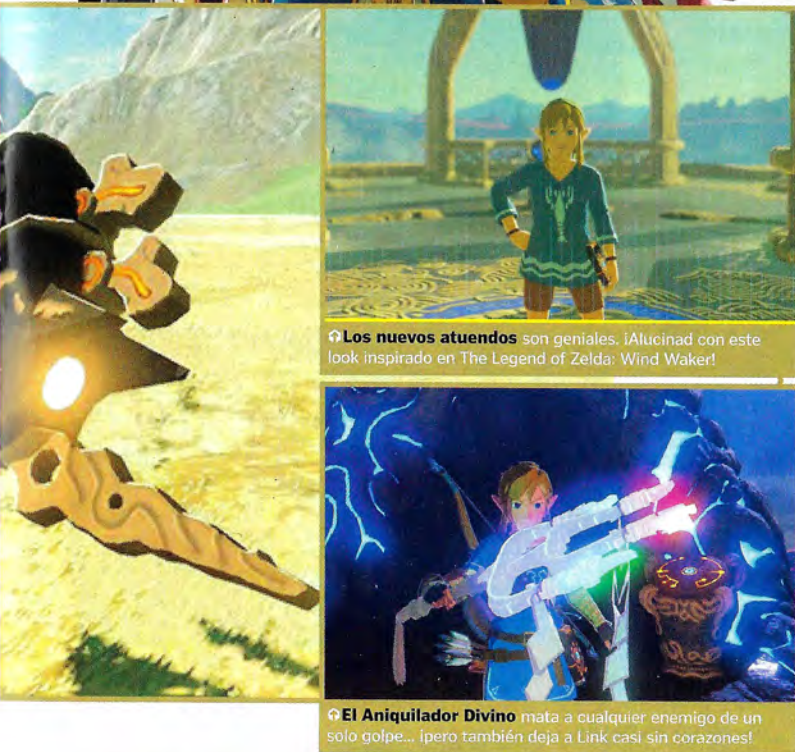 Los nuevos atuendos son geniales. ¡Alucinad con este
look inspirado en The Legend of Zelda: Wind Waker!
El Aniquilador Divino mata a cualquier enemigo de un
solo golpe... ¡pero también deja a Link casi sin corazones!